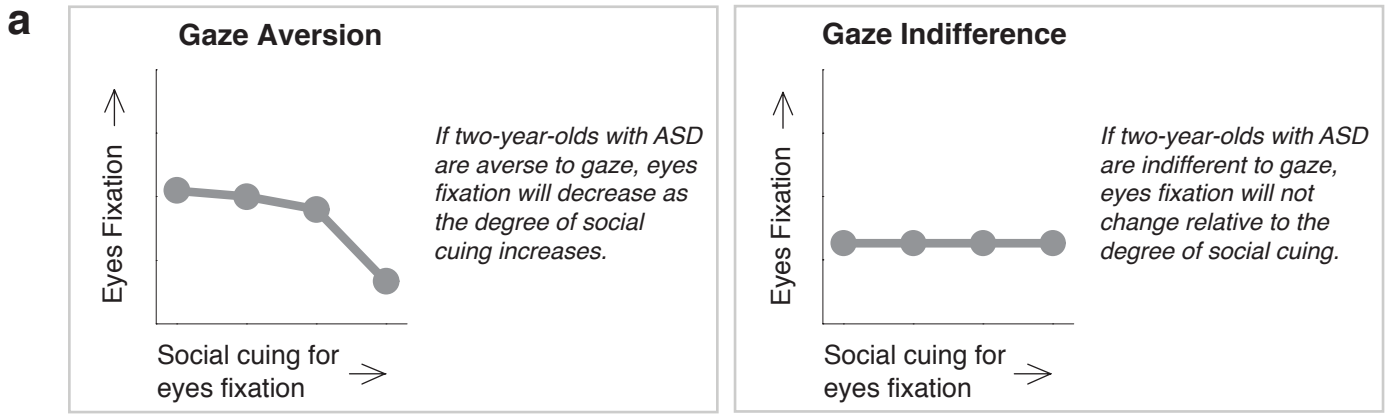 a
Gaze Aversion
Eyes Fixation
If two-year-olds with ASD
are averse to gaze, eyes
fixation will decrease as
the degree of social
cuing increases.
Social cuing for
eyes fixation
Gaze Indifference
Eyes Fixation
If two-year-olds with ASD
are indifferent to gaze,
eyes fixation will not
change relative to the
degree of social cuing.
Social cuing for
eyes fixation